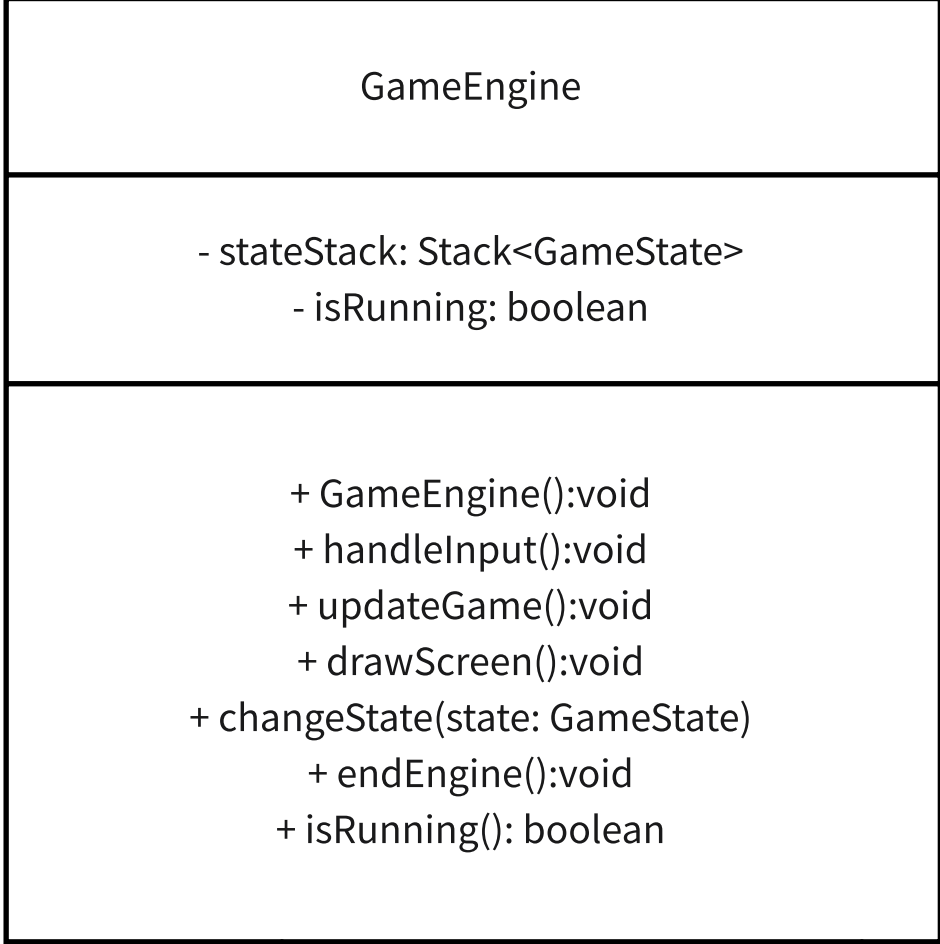 GameEngine
- stateStack: Stack<GameState>
- isRunning: boolean
+ GameEngine():void
+ handleInput():void
+ updateGame():void
+ drawScreen():void
+ changeState(state: GameState)
+ endEngine():void
+ isRunning(): boolean